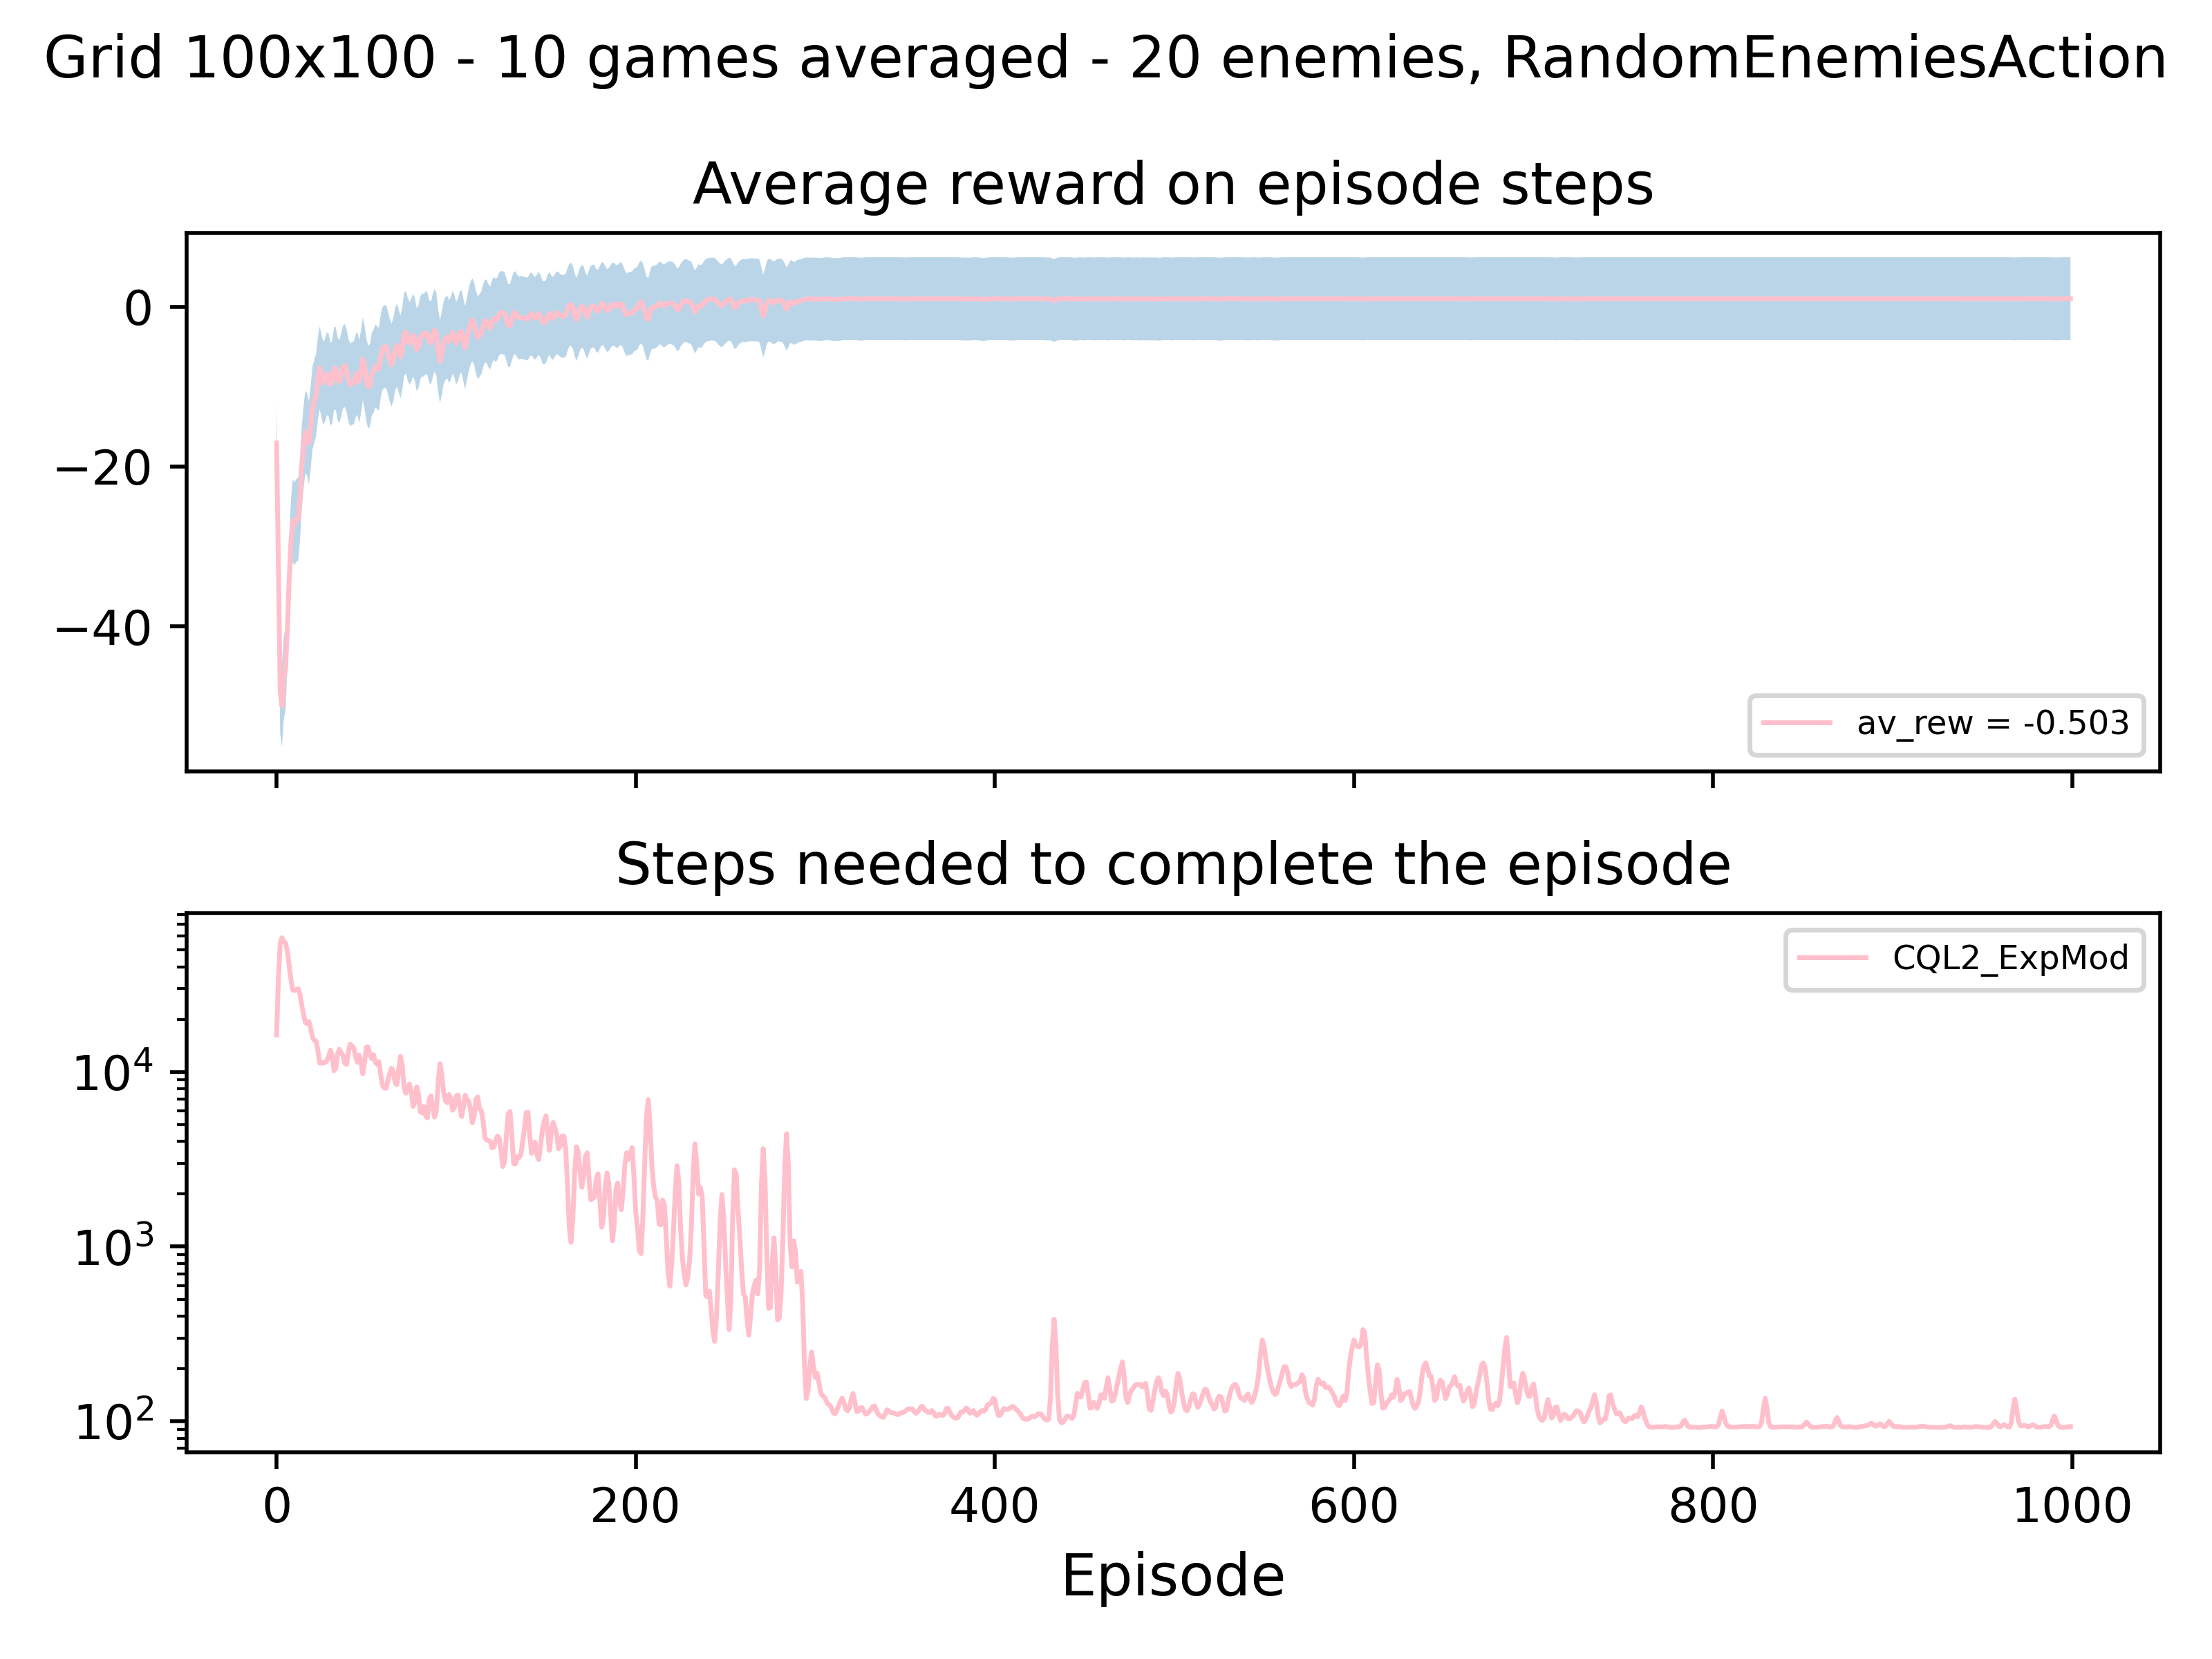 Grid 100x100 - 10 games averaged - 20 enemies, RandomEnemiesAction
Average reward on episode steps
0
−20
−40
av_rew = -0.503
Steps needed to complete the episode
CQL2_ExpMod
10⁴
10³
10²
0 200 400 600 800 1000
Episode